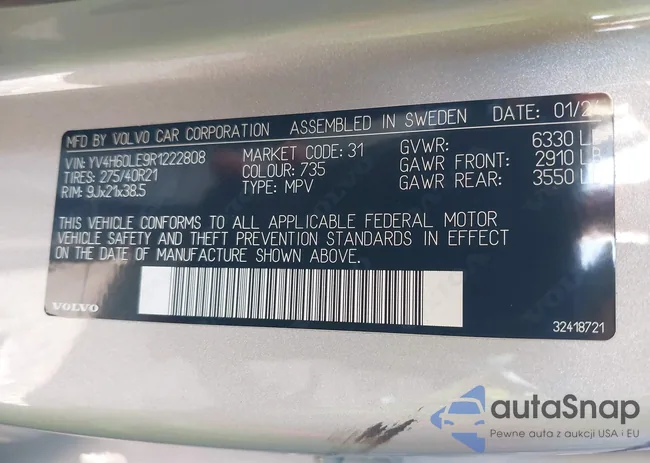 MFD BY VOLVO CAR CORPORATION ASSEMBLED IN SWEDEN DATE: 01/2
VIN: YV4H60LE9R1222808 MARKET CODE: 31 GVWR: 6330 LB
TIRES: 275/40R21 COLOUR: 735 GAWR FRONT: 2910 LB
RIM: 9Jx21x38.5 TYPE: MPV GAWR REAR: 3550 LB
THIS VEHICLE CONFORMS TO ALL APPLICABLE FEDERAL MOTOR
VEHICLE SAFETY AND THEFT PREVENTION STANDARDS IN EFFECT
ON THE DATE OF MANUFACTURE SHOWN ABOVE.
VOLVO
32418721
autaSnap
Pewne auta z aukcji USA i EU